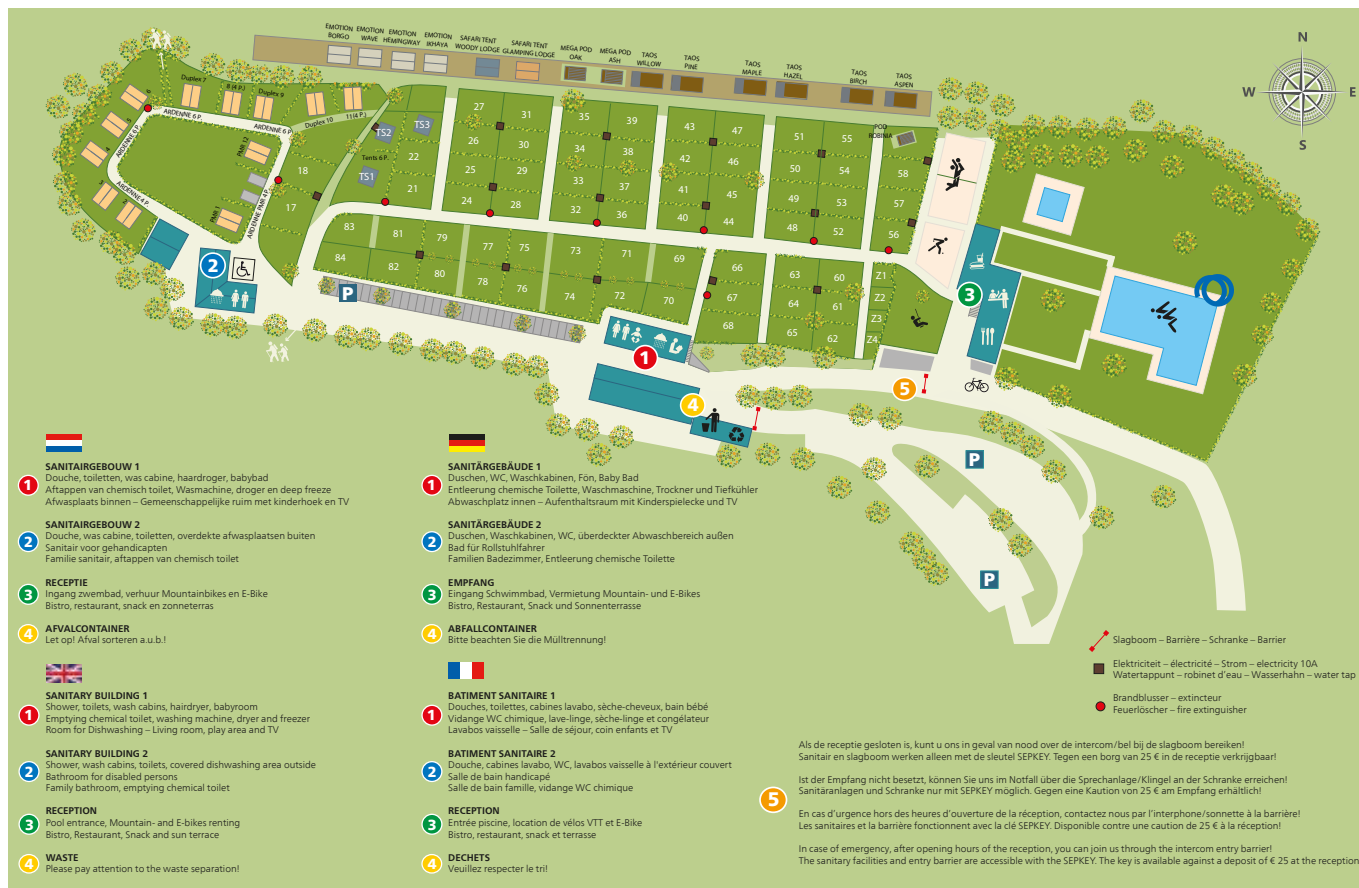 EMOTION
BORGO
EMOTION
WAVE
EMOTION
HEMINGWAY
EMOTION
IKHAYA
SAFARI TENT
WOODY LODGE
SAFARI TENT
GLAMPING LODGE
MEGA POD
OAK
MEGA POD
ASH
TAOS
WILLOW
TAOS
PINE
TAOS
MAPLE
TAOS
HAZEL
TAOS
BIRCH
TAOS
ASPEN
POD
ROBINIA
N
W
E
S
Duplex 7
8 (4 P.)
Duplex 9
Duplex 10
11(4 P.)
6
5
4
3
2
ARDENNE 6 P.
ARDENNE 6 P.
ARDENNE 6 P.
ARDENNE 4 P.
PMR 12
PMR 1
ARDENNE PMR 4 P.
TS2
TS3
Tents 6 P.
TS1
18
17
22
21
27
26
25
24
31
30
29
28
35
34
33
32
39
38
37
36
43
42
41
40
47
46
45
44
51
50
49
48
55
54
53
52
58
57
56
83
84
81
82
79
80
77
78
75
76
73
74
71
72
69
70
66
67
68
63
64
65
60
61
62
Z1
Z2
Z3
Z4
P
2
1
4
3
5
P
P
SANITAIRGEBOUW 1
1
Douche, toiletten, was cabine, haardroger, babybad
Aftappen van chemisch toilet, Wasmachine, droger en deep freeze
Afwasplaats binnen – Gemeenschappelijke ruim met kinderhoek en TV
SANITAIRGEBOUW 2
2
Douche, was cabine, toiletten, overdekte afwasplaatsen buiten
Sanitair voor gehandicapten
Familie sanitair, aftappen van chemisch toilet
RECEPTIE
3
Ingang zwembad, verhuur Mountainbikes en E-Bike
Bistro, restaurant, snack en zonneterras
AFVALCONTAINER
4
Let op! Afval sorteren a.u.b.!
SANITÄRGEBÄUDE 1
1
Duschen, WC, Waschkabinen, Fön, Baby Bad
Entleerung chemische Toilette, Waschmaschine, Trockner und Tiefkühler
Abwaschplatz innen – Aufenthaltsraum mit Kinderspielecke und TV
SANITÄRGEBÄUDE 2
2
Duschen, Waschkabinen, WC, überdeckter Abwaschbereich außen
Bad für Rollstuhlfahrer
Familien Badezimmer, Entleerung chemische Toilette
EMPFANG
3
Eingang Schwimmbad, Vermietung Mountain- und E-Bikes
Bistro, Restaurant, Snack und Sonnenterrasse
ABFALLCONTAINER
4
Bitte beachten Sie die Mülltrennung!
SANITARY BUILDING 1
1
Shower, toilets, wash cabins, hairdryer, babyroom
Emptying chemical toilet, washing machine, dryer and freezer
Room for Dishwashing – Living room, play area and TV
SANITARY BUILDING 2
2
Shower, wash cabins, toilets, covered dishwashing area outside
Bathroom for disabled persons
Family bathroom, emptying chemical toilet
RECEPTION
3
Pool entrance, Mountain- and E-bikes renting
Bistro, Restaurant, Snack and sun terrace
WASTE
4
Please pay attention to the waste separation!
BATIMENT SANITAIRE 1
1
Douches, toilettes, cabines lavabo, sèche-cheveux, bain bébé
Vidange WC chimique, lave-linge, sèche-linge et congélateur
Lavabos vaisselle – Salle de séjour, coin enfants et TV
BATIMENT SANITAIRE 2
2
Douche, cabines lavabo, WC, lavabos vaisselle à l'extérieur couvert
Salle de bain handicapé
Salle de bain famille, vidange WC chimique
RECEPTION
3
Entrée piscine, location de vélos VTT et E-Bike
Bistro, restaurant, snack et terrasse
DECHETS
4
Veuillez respecter le tri!
Slagboom – Barrière – Schranke – Barrier
Elektriciteit – électricité – Strom – electricity 10A
Watertappunt – robinet d'eau – Wasserhahn – water tap
Brandblusser – extincteur
Feuerlöscher – fire extinguisher
5
Als de receptie gesloten is, kunt u ons in geval van nood over de intercom/bel bij de slagboom bereiken!
Sanitair en slagboom werken alleen met de sleutel SEPKEY. Tegen een borg van 25 € in de receptie verkrijgbaar!
Ist der Empfang nicht besetzt, können Sie uns im Notfall über die Sprechanlage/Klingel an der Schranke erreichen!
Sanitäranlagen und Schranke nur mit SEPKEY möglich. Gegen eine Kaution von 25 € am Empfang erhältlich!
En cas d'urgence hors des heures d'ouverture de la réception, contactez nous par l'interphone/sonnette à la barrière!
Les sanitaires et la barrière fonctionnent avec la clé SEPKEY. Disponible contre une caution de 25 € à la réception!
In case of emergency, after opening hours of the reception, you can join us through the intercom entry barrier!
The sanitary facilities and entry barrier are accessible with the SEPKEY. The key is available against a deposit of € 25 at the reception